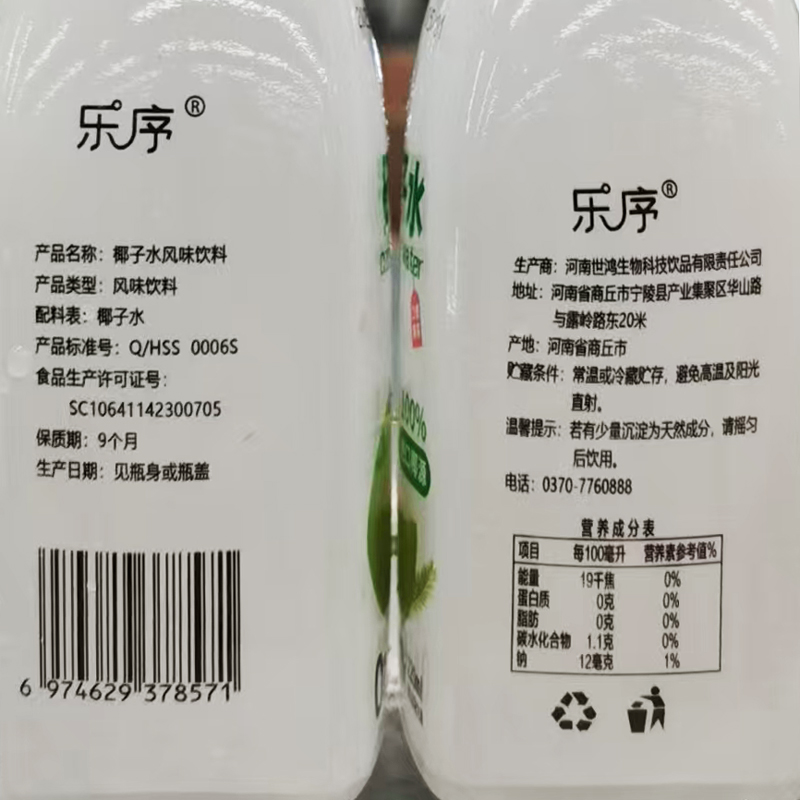 乐序®
产品名称：椰子水风味饮料
产品类型：风味饮料
配料表：椰子水
产品标准号：Q/HSS 0006S
食品生产许可证号：
SC10641142300705
保质期：9个月
生产日期：见瓶身或瓶盖
6 974629 378571
水
100%
乐序®
生产商：河南世鸿生物科技饮品有限责任公司
地址：河南省商丘市宁陵县产业集聚区华山路
与露岭路东20米
产地：河南省商丘市
贮藏条件：常温或冷藏贮存，避免高温及阳光
直射。
温馨提示：若有少量沉淀为天然成分，请摇匀
后饮用。
电话：0370-7760888
营养成分表
项目 每100毫升 营养素参考值%
能量 19千焦 0%
蛋白质 0克 0%
脂肪 0克 0%
碳水化合物 1.1克 0%
钠 12毫克 1%